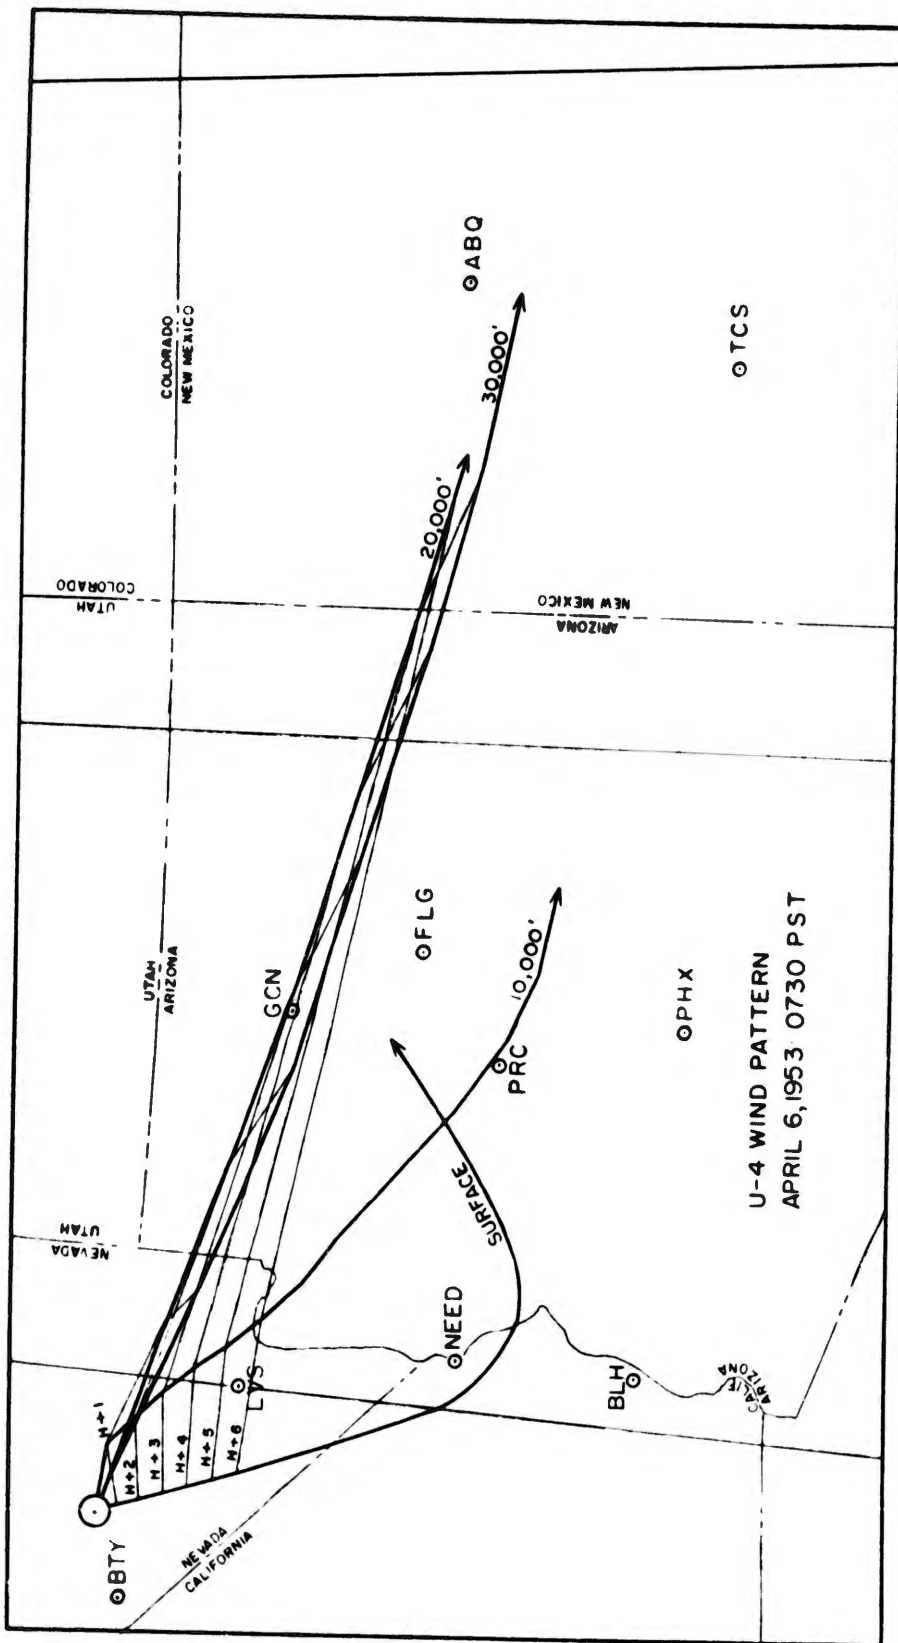 COLORADO
NEW MEXICO
UTAH
COLORADO
UTAH
ARIZONA
ARIZONA
NEW MEXICO
NEVADA
UTAH
NEVADA
CALIFORNIA
CALIF
ARIZONA
ABQ
TCS
30,000'
20,000'
GCN
FLG
10,000'
PRC
PHX
SURFACE
NEED
LVS
BLH
BTY
H+1
H+2
H+3
H+4
H+5
H+6
U-4 WIND PATTERN
APRIL 6, 1953 0730 PST